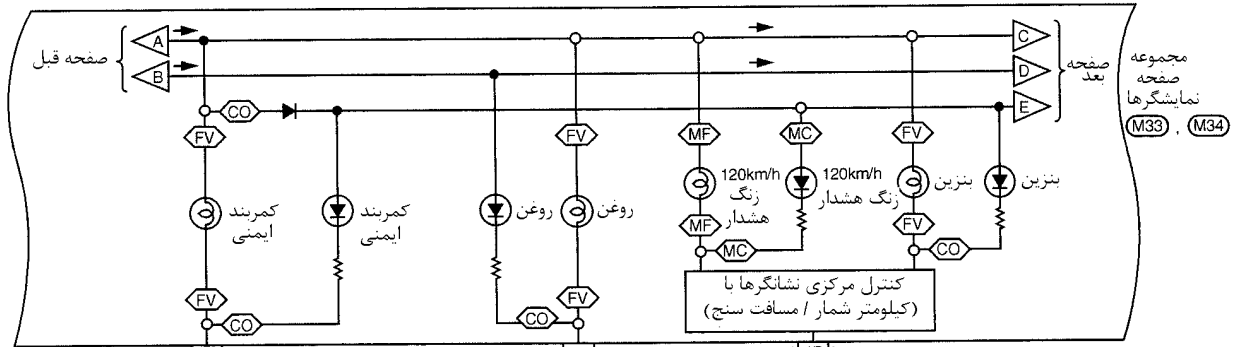 صفحه قبل
A
B
C
D
E
صفحه بعد
مجموعه
صفحه
نمایشگرها
M33 , M34
CO
FV
FV
MF
MC
FV
کمربند
ایمنی
کمربند
ایمنی
روغن
روغن
120km/h
زنگ
هشدار
120km/h
زنگ هشدار
بنزین
بنزین
MF
MC
FV
CO
FV
CO
CO
FV
کنترل مرکزی نشانگرها با
(کیلومتر شمار / مسافت سنج)